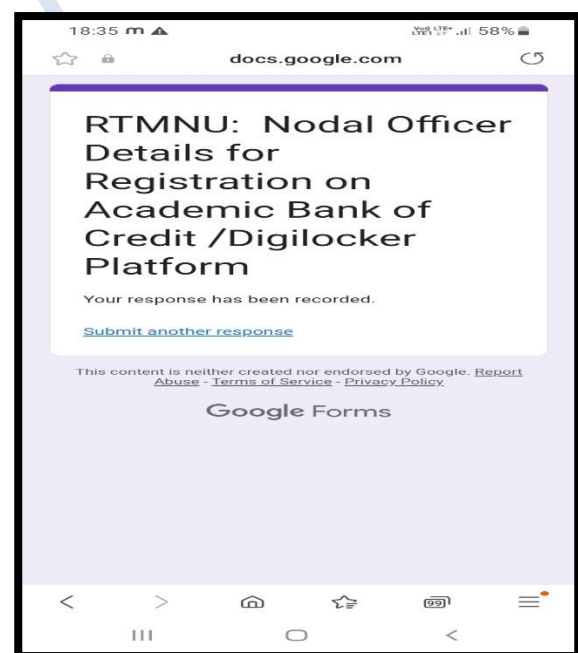 18:35 m 58%
docs.google.com
RTMNU: Nodal Officer
Details for
Registration on
Academic Bank of
Credit /Digilocker
Platform
Your response has been recorded.
Submit another response
This content is neither created nor endorsed by Google. Report
Abuse - Terms of Service - Privacy Policy
Google Forms
99